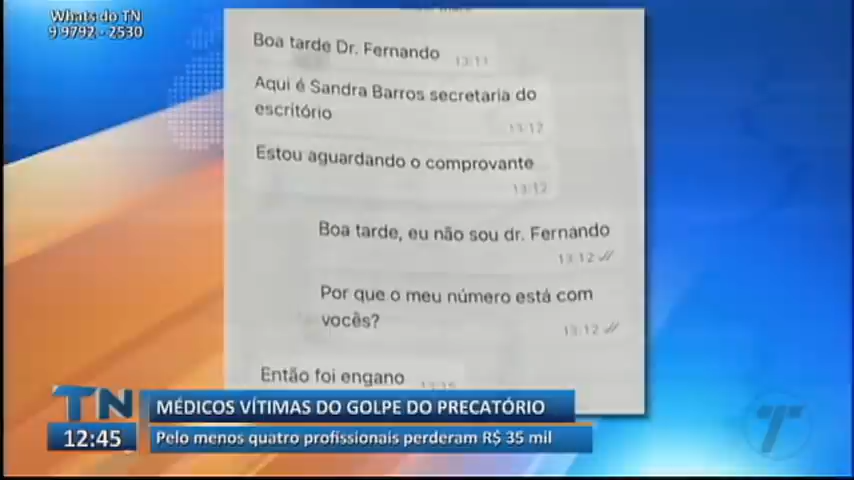 Whats do TN
9 9792 - 2530
Boa tarde Dr. Fernando
13:11
Aqui é Sandra Barros secretaria do
escritório
13:12
Estou aguardando o comprovante
13:12
Boa tarde, eu não sou dr. Fernando
13:12
Por que o meu número está com
vocês?
13:12
Então foi engano
TN
MÉDICOS VÍTIMAS DO GOLPE DO PRECATÓRIO
12:45
Pelo menos quatro profissionais perderam R$ 35 mil
T